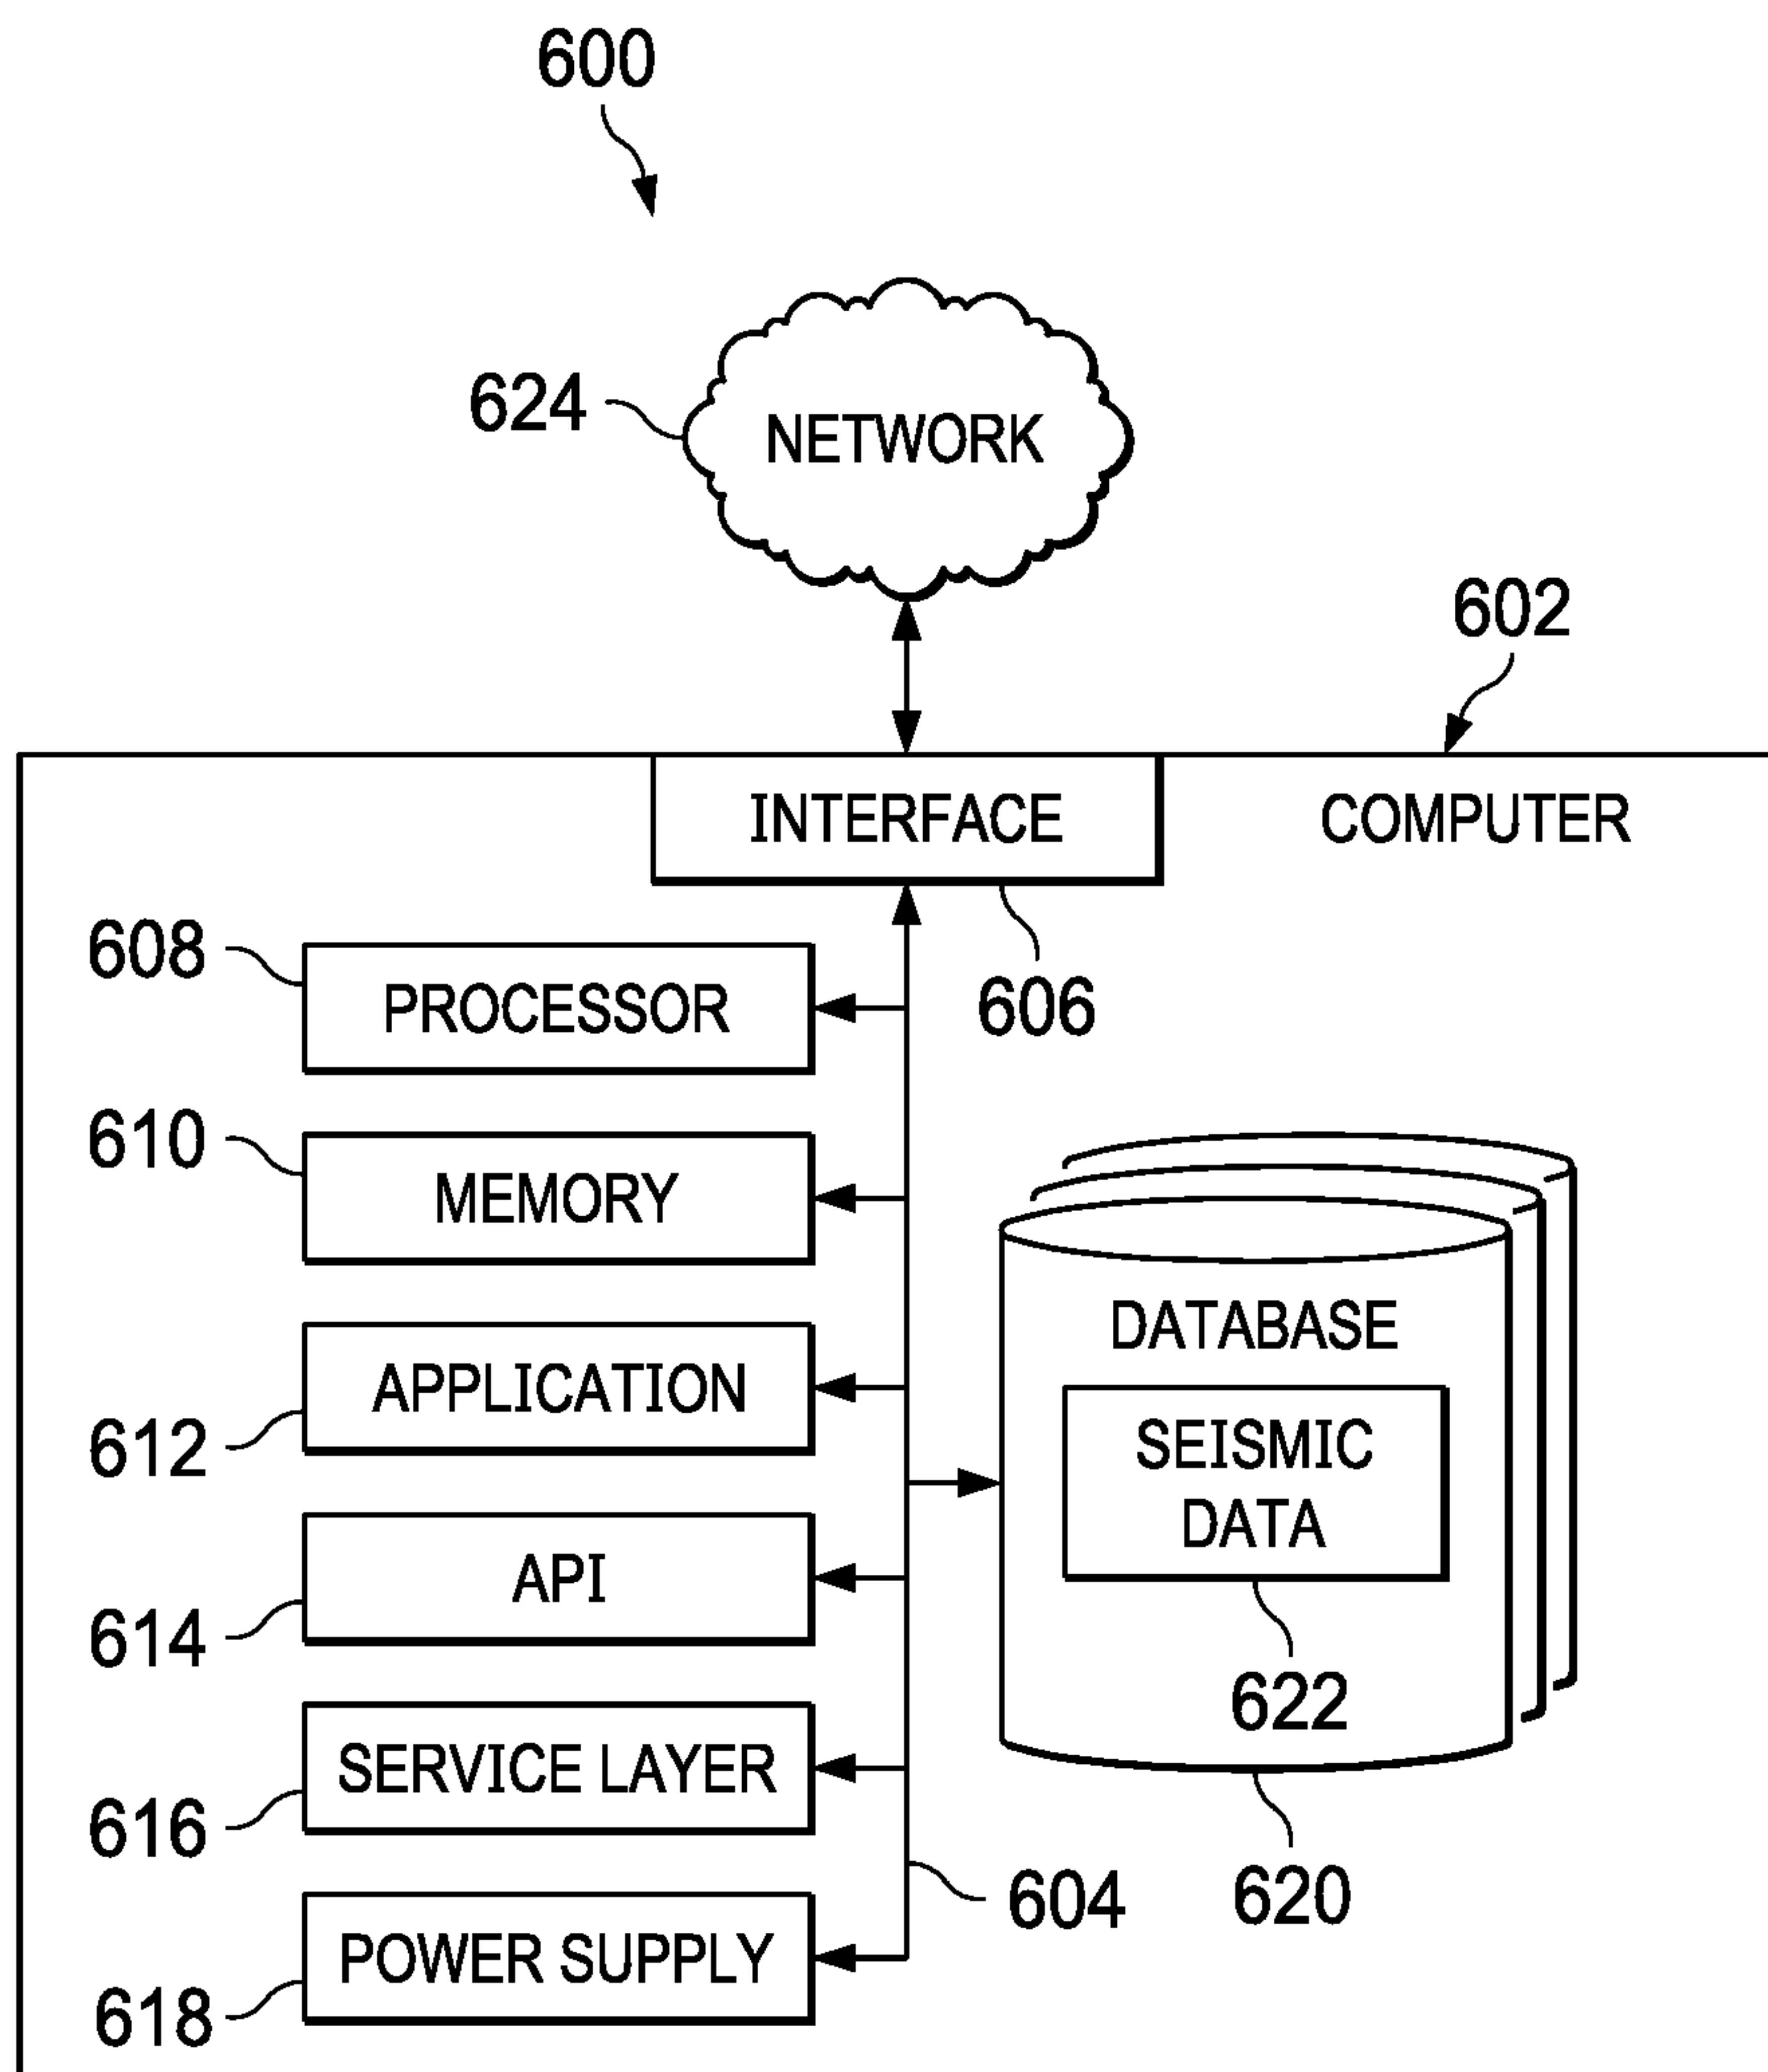 600
624
NETWORK
602
INTERFACE
COMPUTER
608
PROCESSOR
606
610
MEMORY
DATABASE
APPLICATION
612
SEISMIC
DATA
API
614
622
SERVICE LAYER
616
604
620
POWER SUPPLY
618